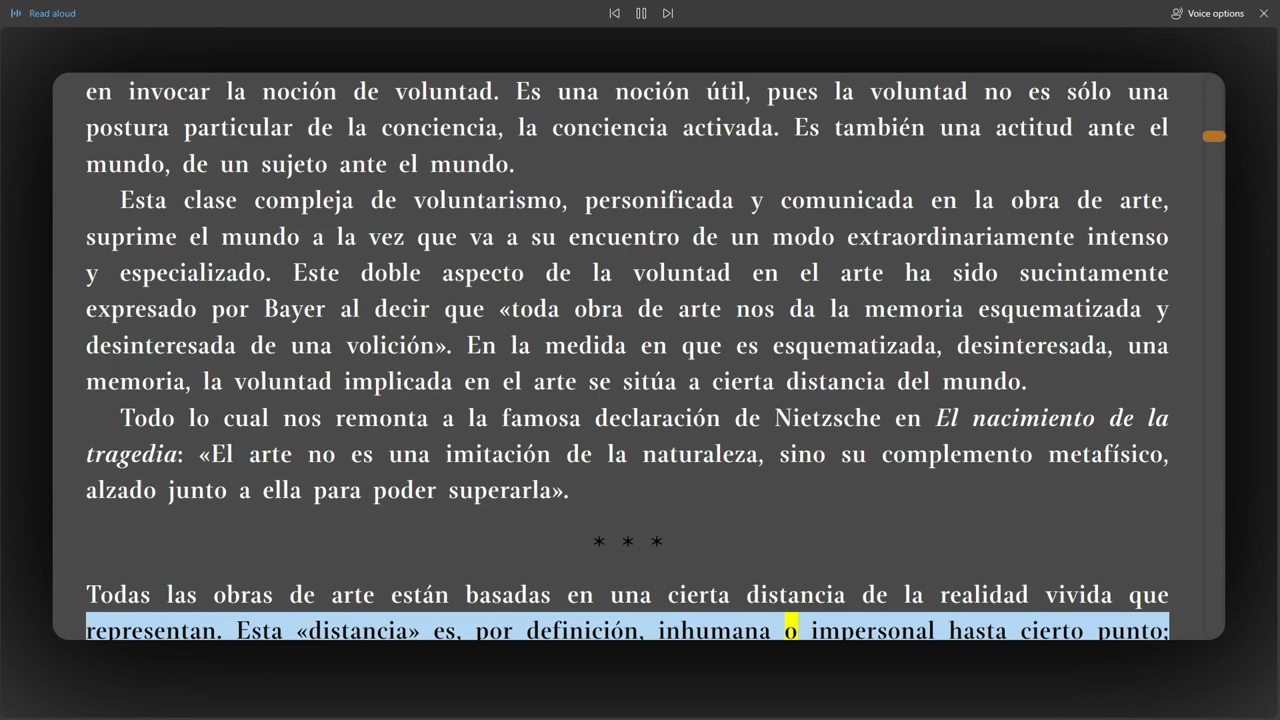 Read aloud
Voice options
en invocar la noción de voluntad. Es una noción útil, pues la voluntad no es sólo una
postura particular de la conciencia, la conciencia activada. Es también una actitud ante el
mundo, de un sujeto ante el mundo.
Esta clase compleja de voluntarismo, personificada y comunicada en la obra de arte,
suprime el mundo a la vez que va a su encuentro de un modo extraordinariamente intenso
y especializado. Este doble aspecto de la voluntad en el arte ha sido sucintamente
expresado por Bayer al decir que «toda obra de arte nos da la memoria esquematizada y
desinteresada de una volición». En la medida en que es esquematizada, desinteresada, una
memoria, la voluntad implicada en el arte se sitúa a cierta distancia del mundo.
Todo lo cual nos remonta a la famosa declaración de Nietzsche en El nacimiento de la
tragedia: «El arte no es una imitación de la naturaleza, sino su complemento metafísico,
alzado junto a ella para poder superarla».
* * *
Todas las obras de arte están basadas en una cierta distancia de la realidad vivida que
representan. Esta «distancia» es, por definición, inhumana o impersonal hasta cierto punto;